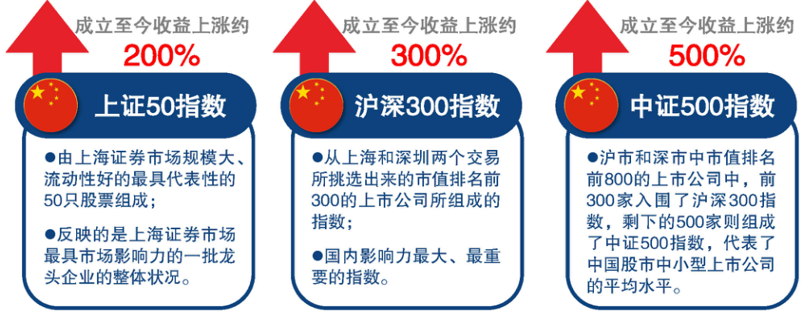 成立至今收益上涨约
200%
上证50指数
●由上海证券市场规模大、
流动性好的最具代表性的
50只股票组成；
●反映的是上海证券市场
最具市场影响力的一批龙
头企业的整体状况。
成立至今收益上涨约
300%
沪深300指数
●从上海和深圳两个交易
所挑选出来的市值排名前
300的上市公司所组成的
指数；
●国内影响力最大、最重
要的指数。
成立至今收益上涨约
500%
中证500指数
●沪市和深市中市值排名
前800的上市公司中，前
300家入围了沪深300指
数，剩下的500家则组成
了中证500指数，代表了
中国股市中小型上市公司
的平均水平。